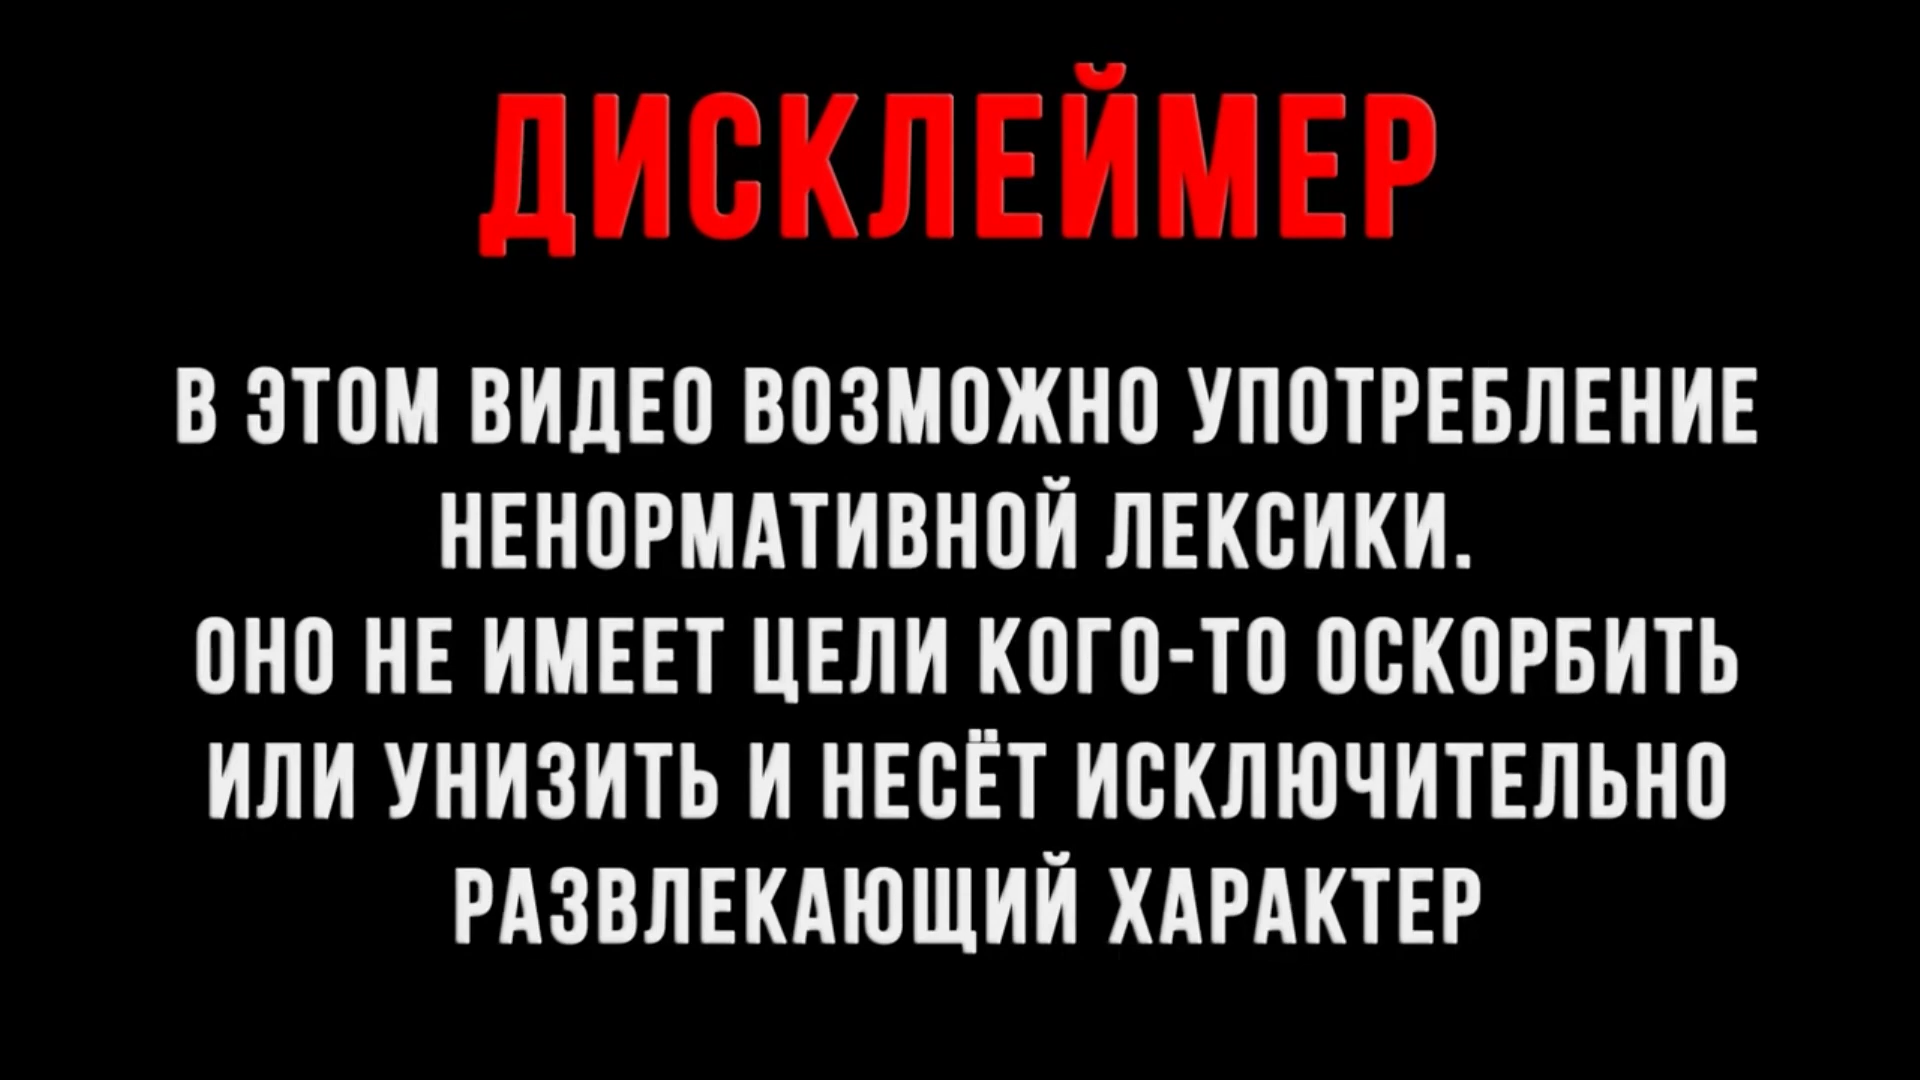 ДИСКЛЕЙМЕР
В ЭТОМ ВИДЕО ВОЗМОЖНО УПОТРЕБЛЕНИЕ
НЕНОРМАТИВНОЙ ЛЕКСИКИ.
ОНО НЕ ИМЕЕТ ЦЕЛИ КОГО-ТО ОСКОРБИТЬ
ИЛИ УНИЗИТЬ И НЕСЁТ ИСКЛЮЧИТЕЛЬНО
РАЗВЛЕКАЮЩИЙ ХАРАКТЕР